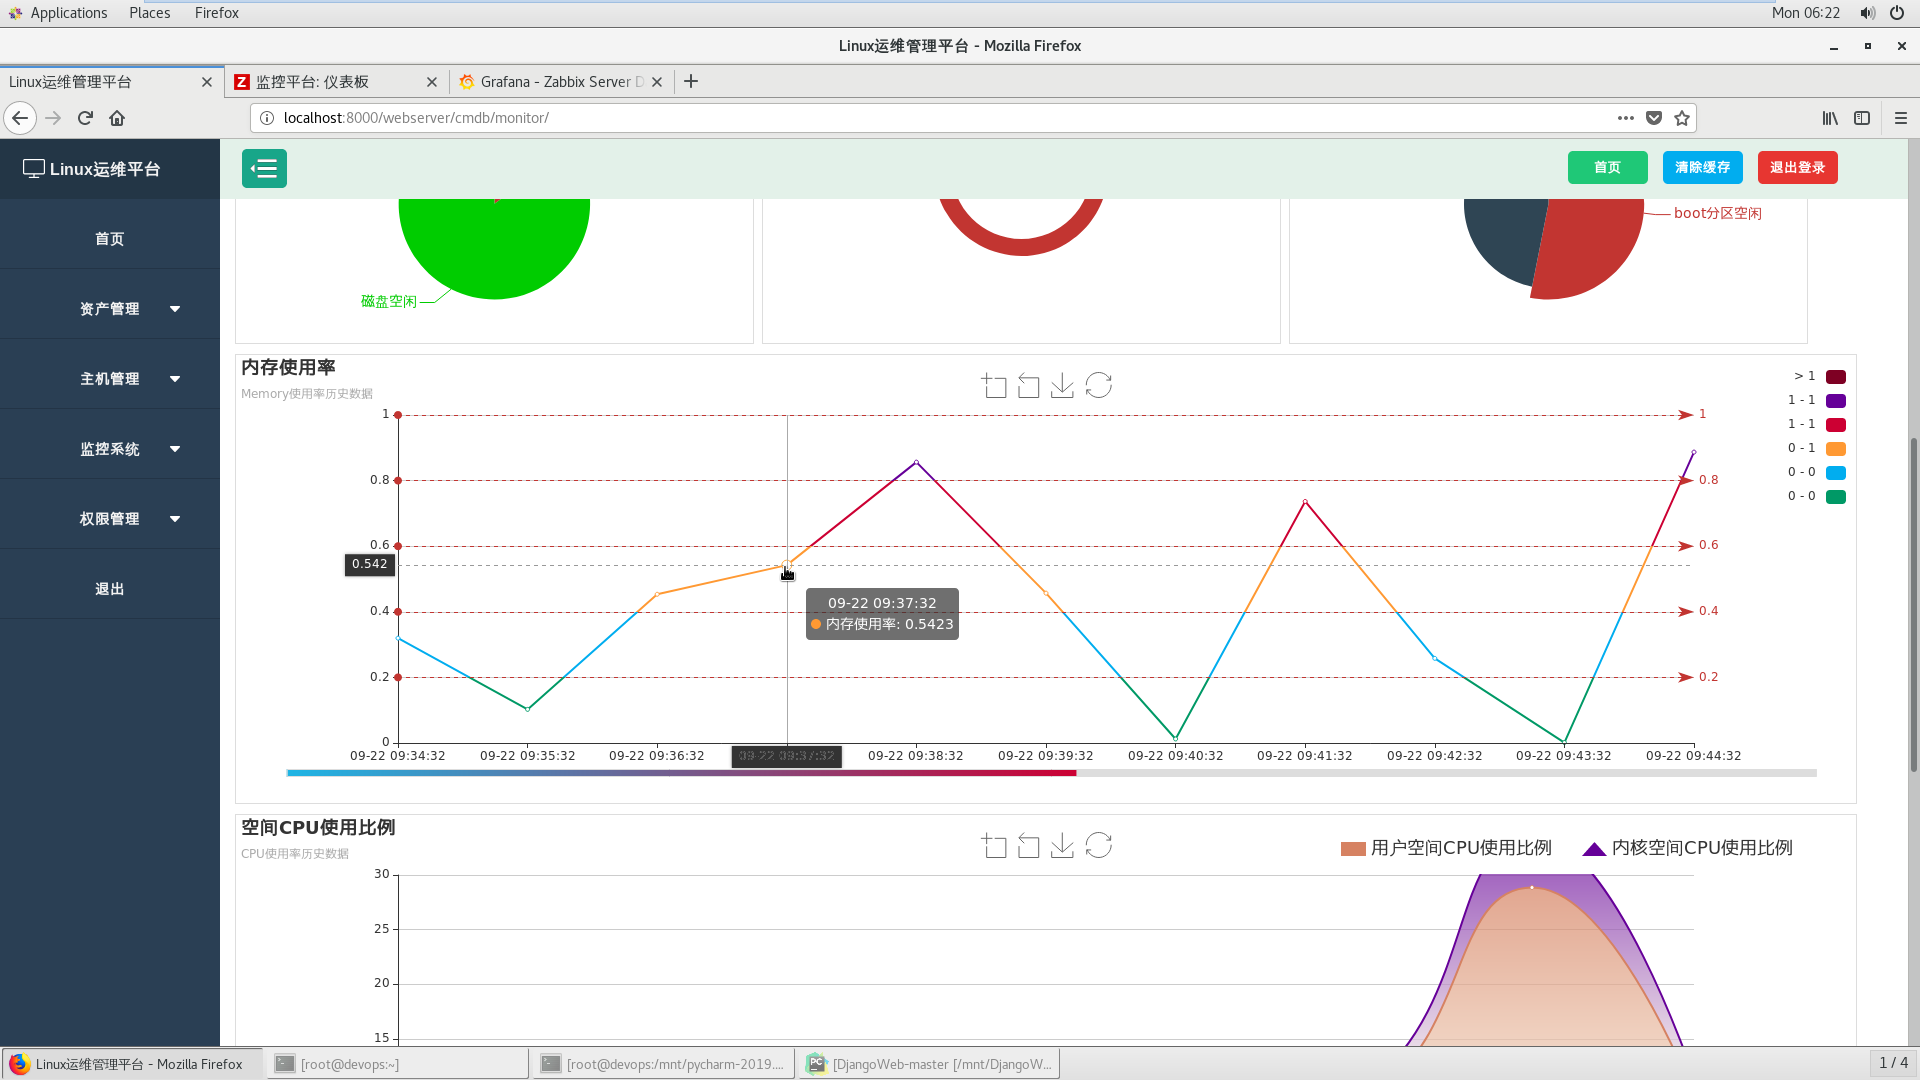 Applications Places Firefox Mon 06:22
Linux运维管理平台 - Mozilla Firefox
Linux运维管理平台 监控平台: 仪表板 Grafana - Zabbix Server D
localhost:8000/webserver/cmdb/monitor/
Linux运维平台
首页 清除缓存 退出登录
首页
资产管理
主机管理
监控系统
权限管理
退出
磁盘空闲
boot分区空闲
内存使用率
Memory使用率历史数据
> 1
1 - 1
1 - 1
0 - 1
0 - 0
0 - 0
1 1
0.8 0.8
0.6 0.6
0.542
0.4 0.4
0.2 0.2
0
09-22 09:37:32
内存使用率: 0.5423
09-22 09:34:32 09-22 09:35:32 09-22 09:36:32 09-22 09:37:32 09-22 09:38:32 09-22 09:39:32 09-22 09:40:32 09-22 09:41:32 09-22 09:42:32 09-22 09:43:32 09-22 09:44:32
空间CPU使用比例
CPU使用率历史数据
用户空间CPU使用比例 内核空间CPU使用比例
30
25
20
15
Linux运维管理平台 - Mozilla Firefox [root@devops:~] [root@devops:/mnt/pycharm-2019.... [DjangoWeb-master [/mnt/DjangoW... 1 / 4